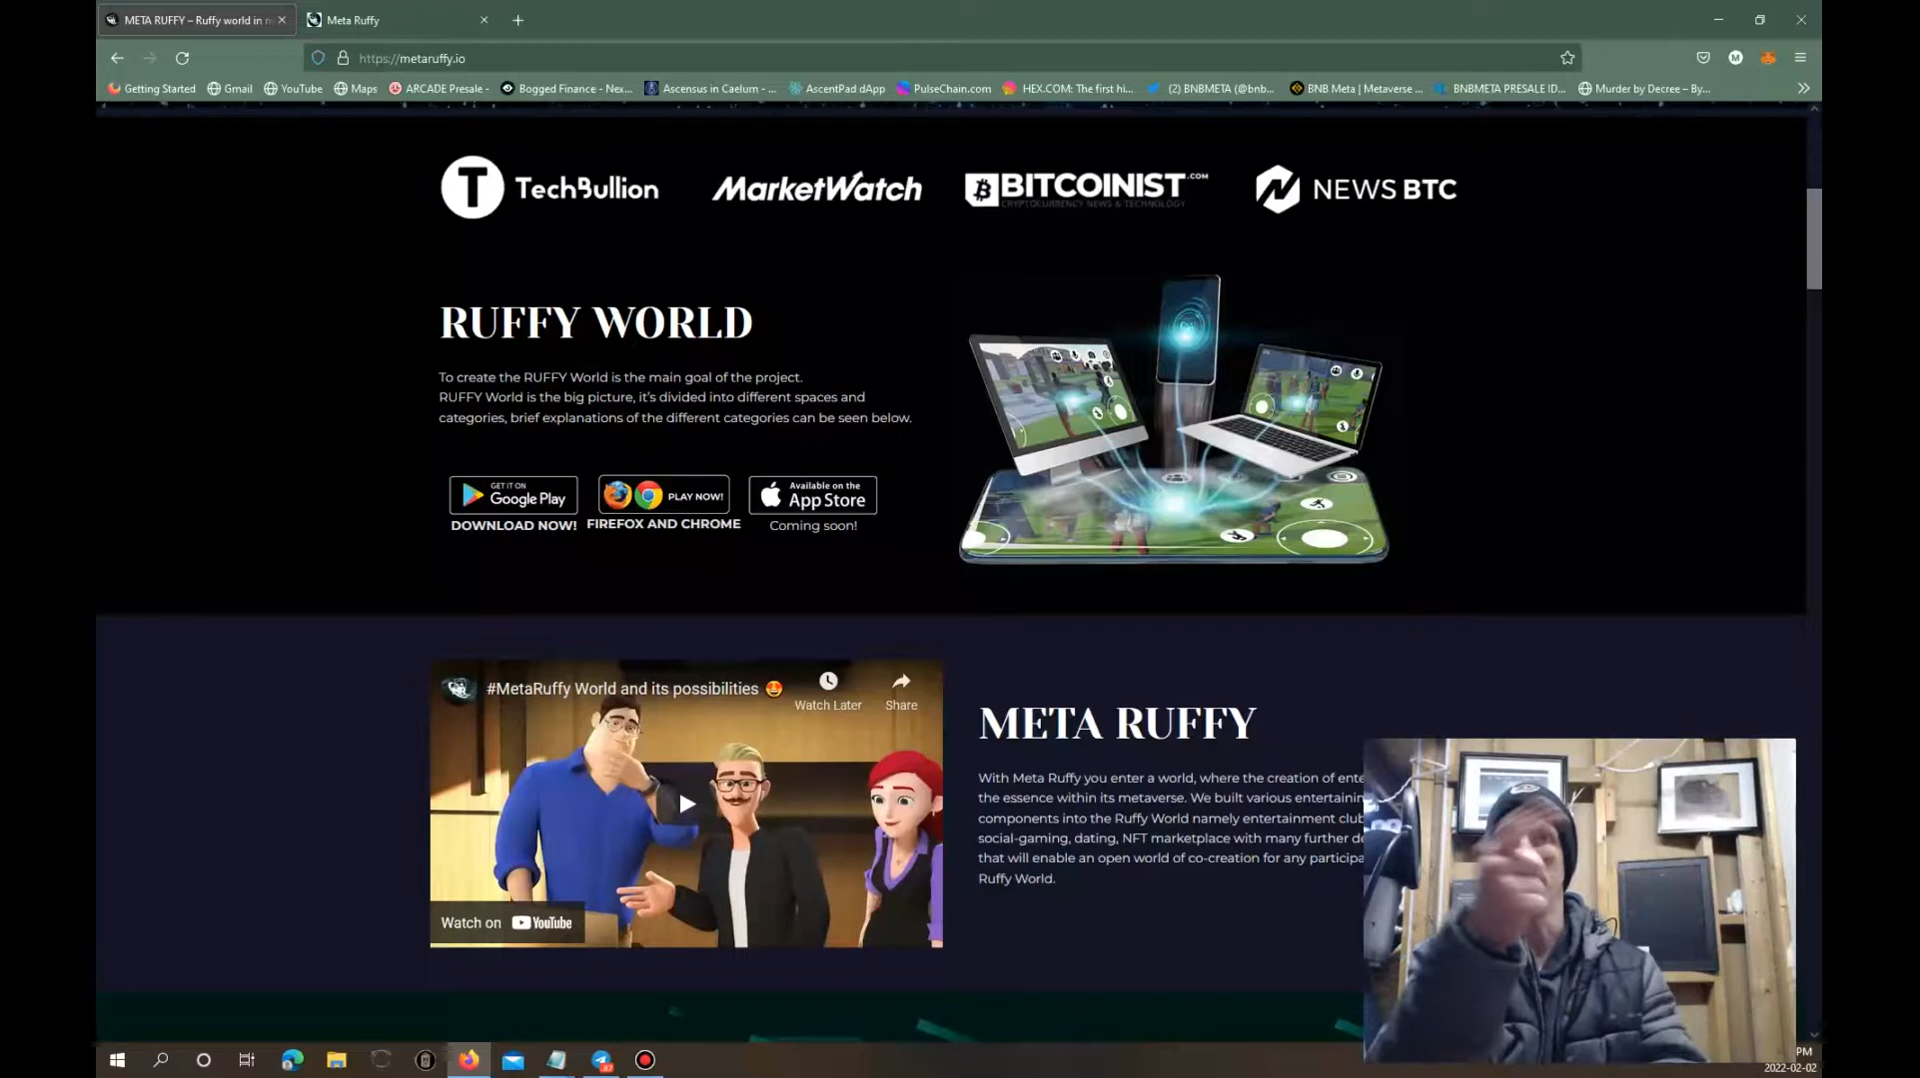 META RUFFY – Ruffy world in m
Meta Ruffy
https://metaruffy.io
Getting Started
Gmail
YouTube
Maps
ARCADE Presale -
Bogged Finance - Nex...
Ascensus in Caelum - ...
AscentPad dApp
PulseChain.com
HEX.COM: The first hi...
(2) BNBMETA (@bnb...
BNB Meta | Metaverse ...
BNBMETA PRESALE ID...
Murder by Decree – By...
TechBullion
MarketWatch
BITCOINIST.COM
CRYPTOCURRENCY NEWS & TECHNOLOGY
NEWS BTC
RUFFY WORLD
To create the RUFFY World is the main goal of the project.
RUFFY World is the big picture, it's divided into different spaces and
categories, brief explanations of the different categories can be seen below.
GET IT ON
Google Play
DOWNLOAD NOW!
PLAY NOW!
FIREFOX AND CHROME
Available on the
App Store
Coming soon!
#MetaRuffy World and its possibilities 🤩
Watch Later
Share
Watch on YouTube
META RUFFY
With Meta Ruffy you enter a world, where the creation of ente
the essence within its metaverse. We built various entertainin
components into the Ruffy World namely entertainment club
social-gaming, dating, NFT marketplace with many further de
that will enable an open world of co-creation for any participa
Ruffy World.
PM
2022-02-02